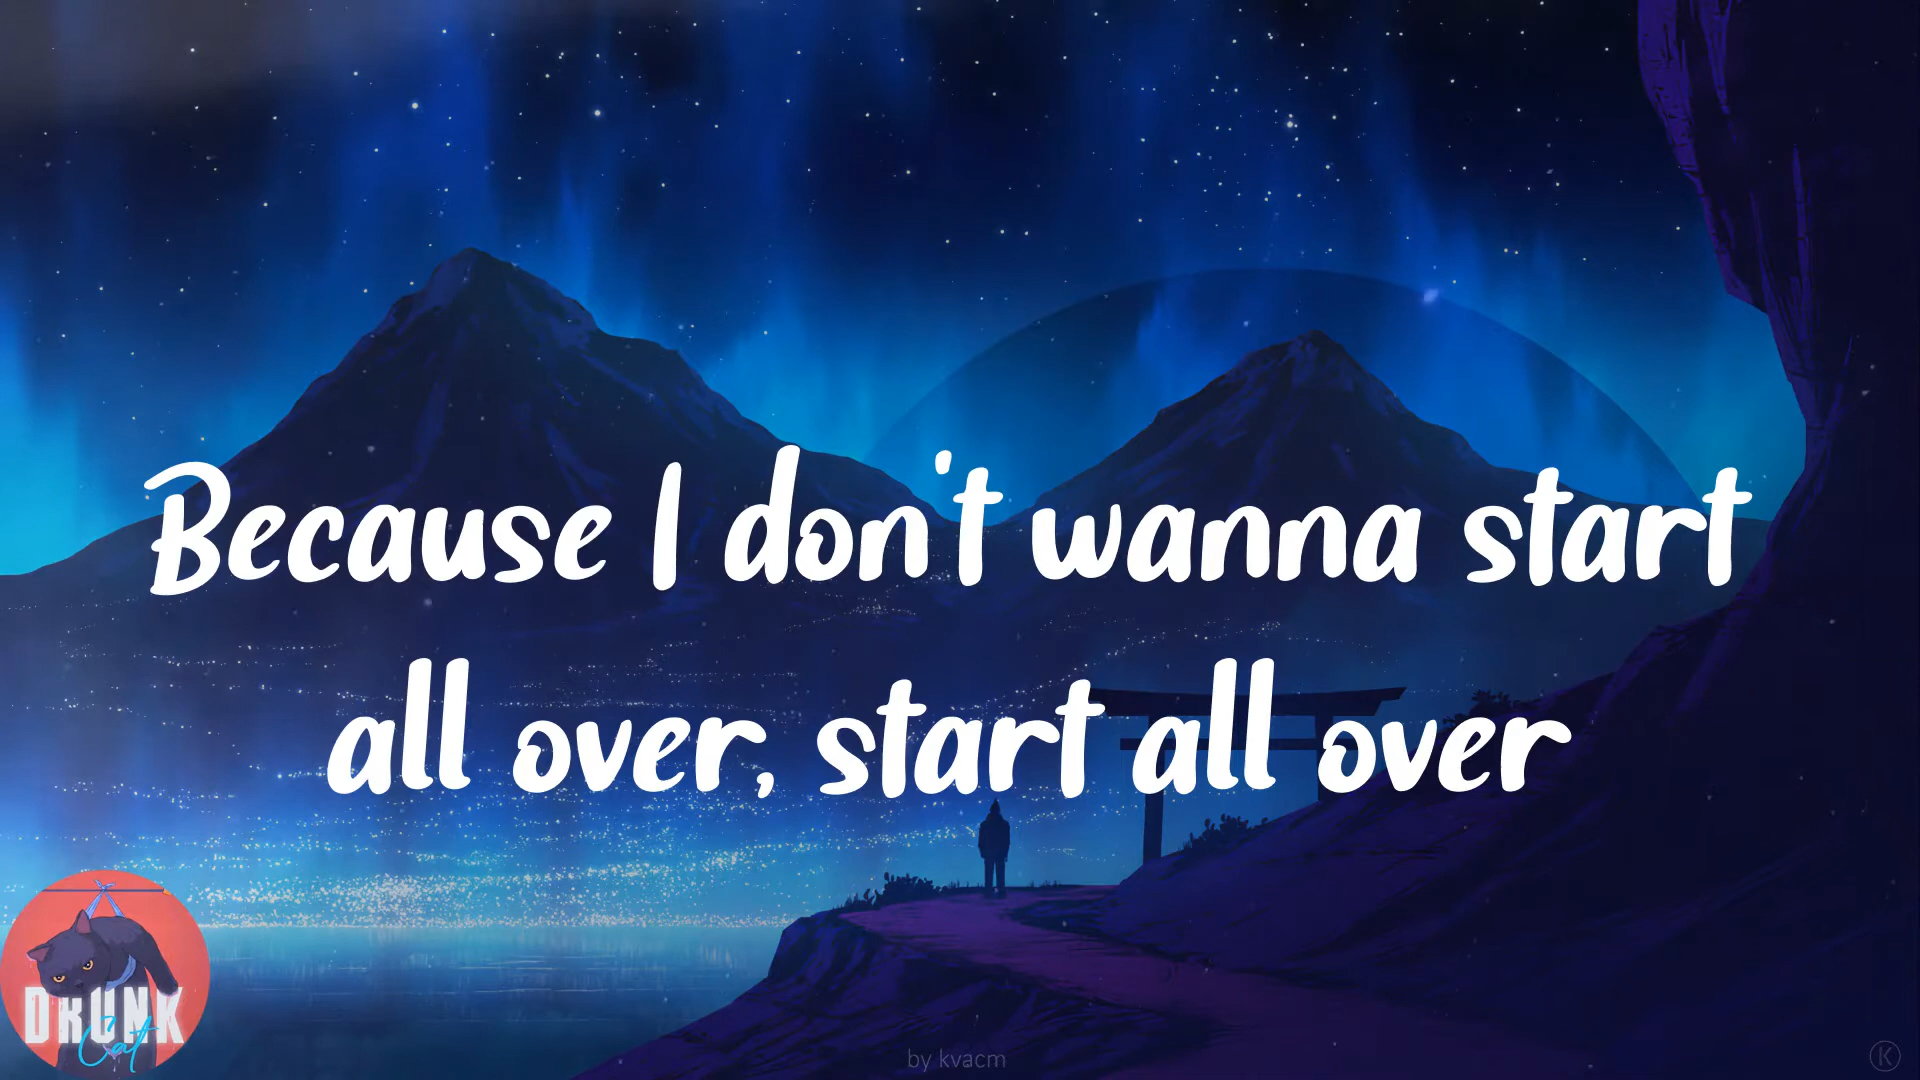 Because I don't wanna start
all over, start all over
DRUNK
Cat
by kvacm
K